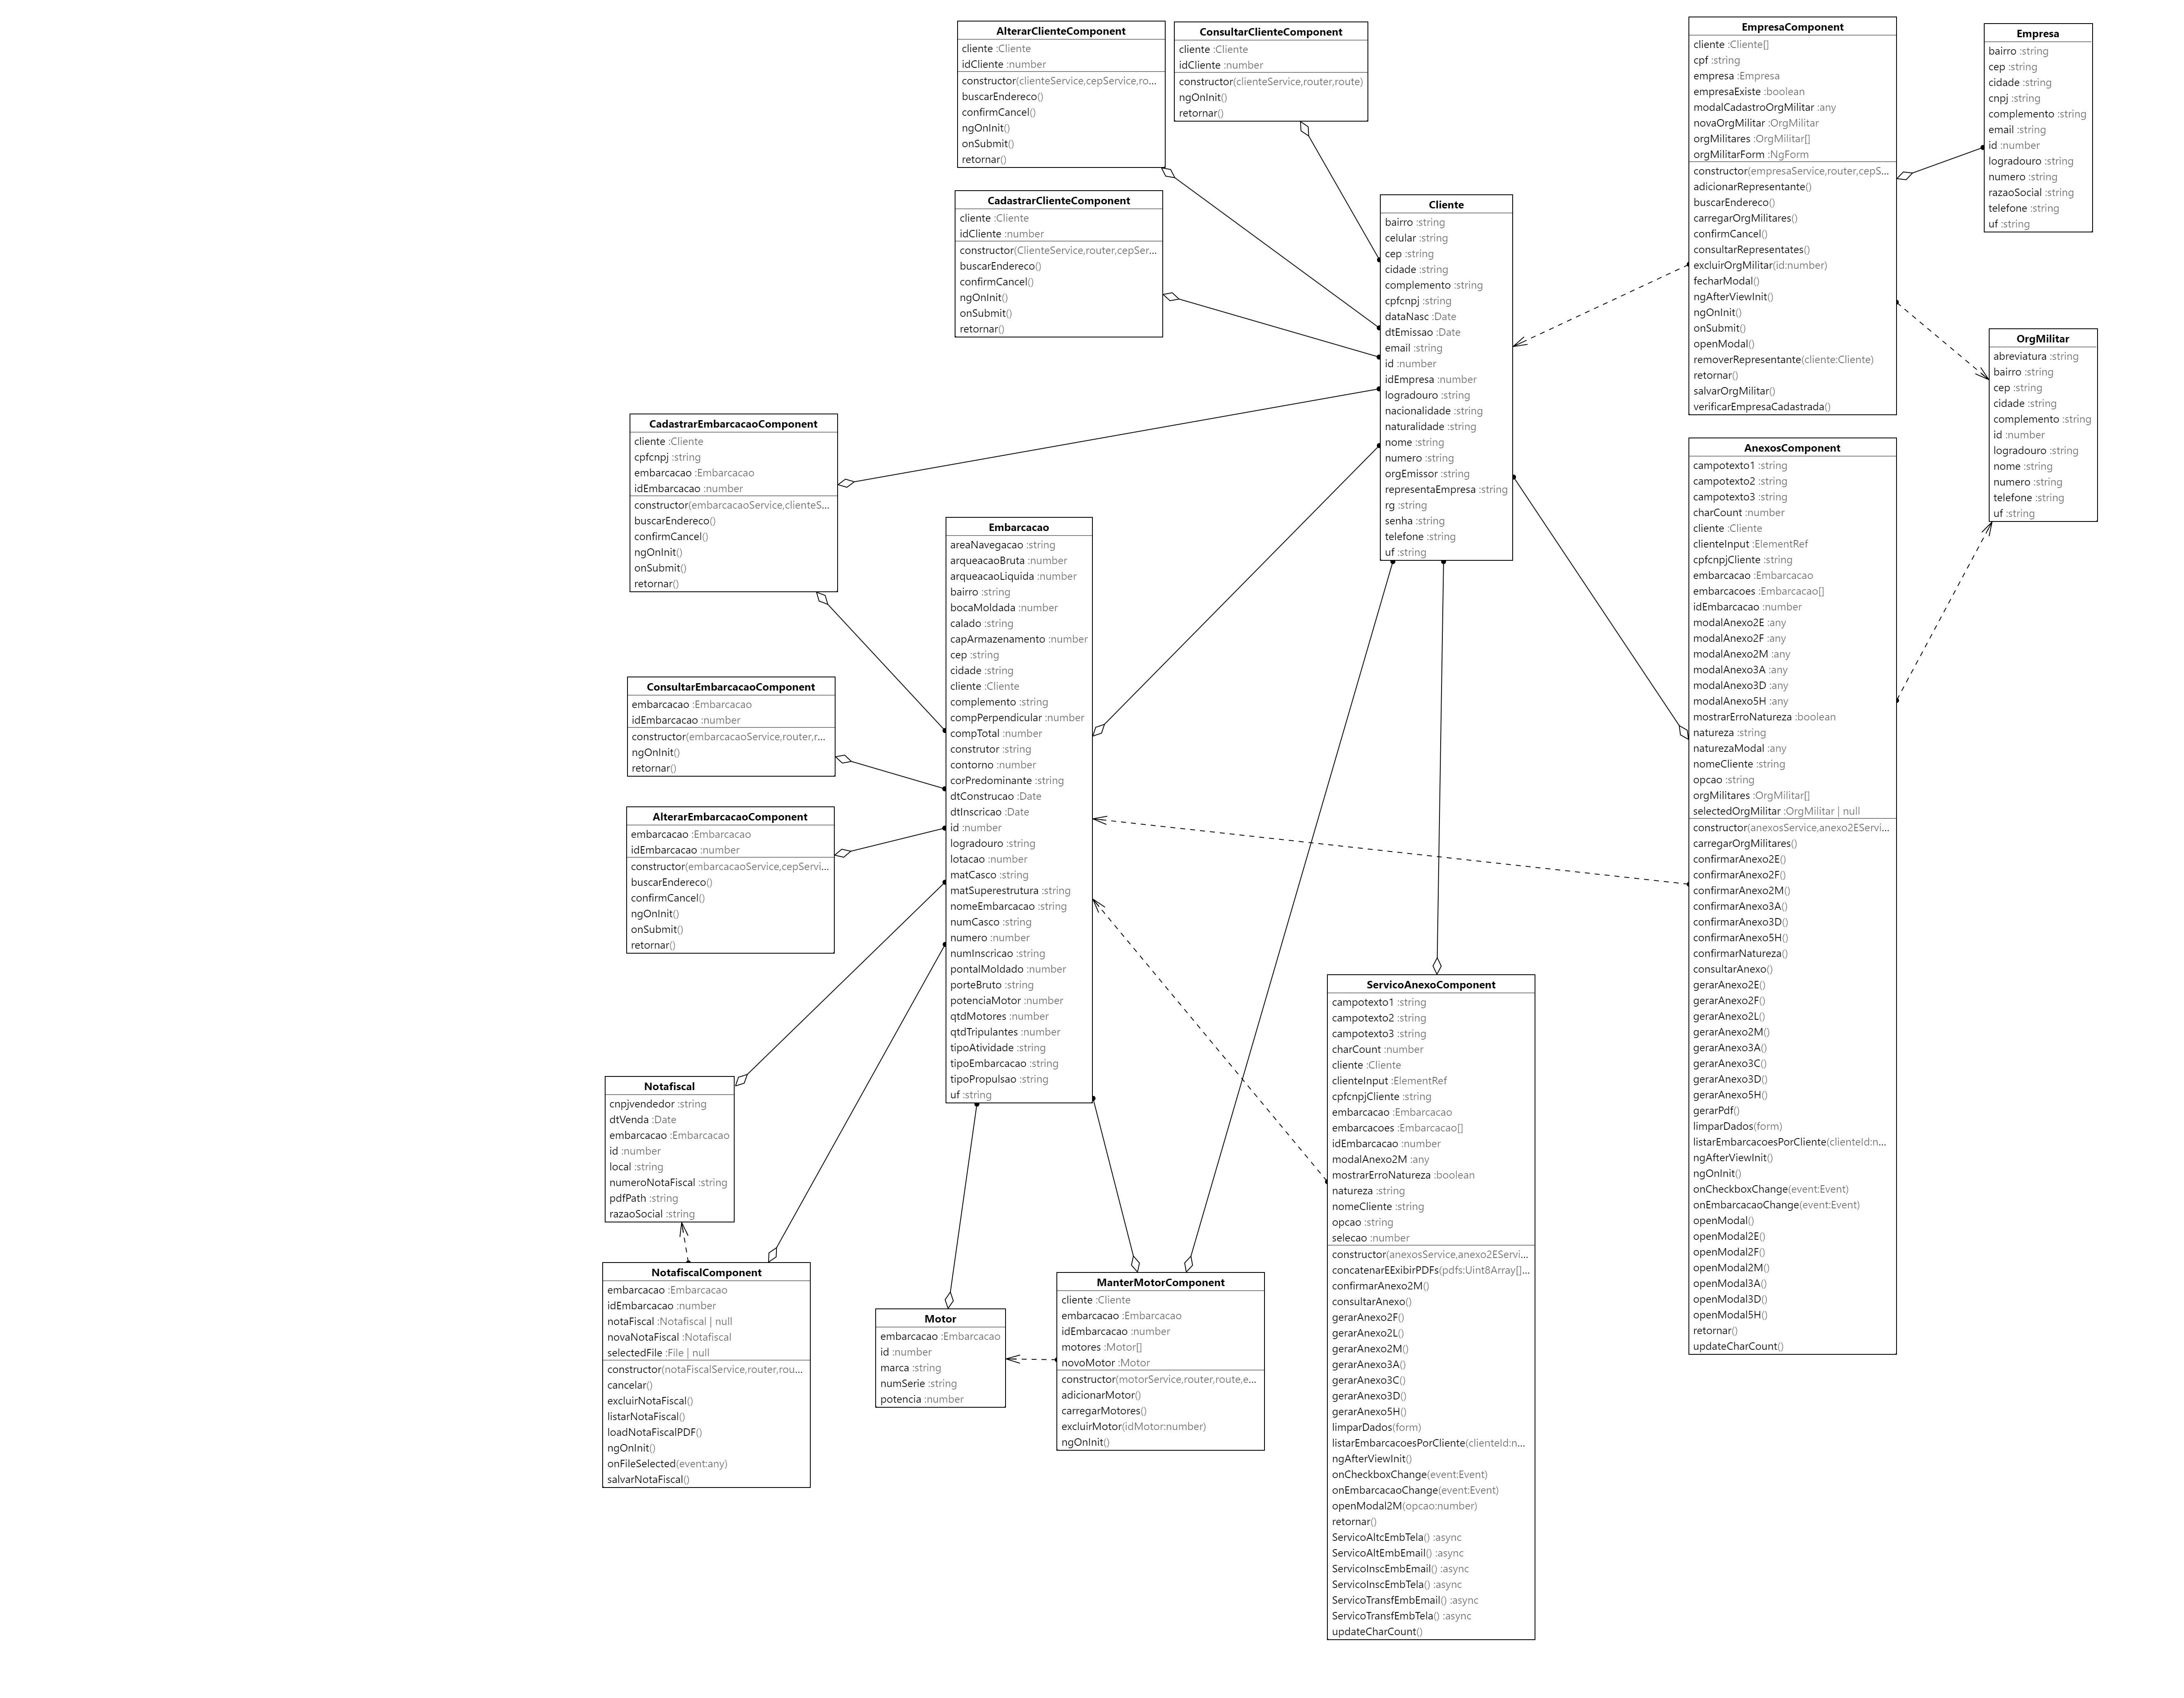 AlterarClienteComponent
cliente :Cliente
idCliente :number
constructor(clienteService,cepService,ro...
buscarEndereco()
confirmCancel()
ngOnInit()
onSubmit()
retornar()
ConsultarClienteComponent
cliente :Cliente
idCliente :number
constructor(clienteService,router,route)
ngOnInit()
retornar()
EmpresaComponent
cliente :Cliente[]
cpf :string
empresa :Empresa
empresaExiste :boolean
modalCadastroOrgMilitar :any
novaOrgMilitar :OrgMilitar
orgMilitares :OrgMilitar[]
orgMilitarForm :NgForm
constructor(empresaService,router,cepS...
adicionarRepresentante()
buscarEndereco()
carregarOrgMilitares()
confirmCancel()
consultarRepresentates()
excluirOrgMilitar(id:number)
fecharModal()
ngAfterViewInit()
ngOnInit()
onSubmit()
openModal()
removerRepresentante(cliente:Cliente)
retornar()
salvarOrgMilitar()
verificarEmpresaCadastrada()
Empresa
bairro :string
cep :string
cidade :string
cnpj :string
complemento :string
email :string
id :number
logradouro :string
numero :string
razaoSocial :string
telefone :string
uf :string
CadastrarClienteComponent
cliente :Cliente
idCliente :number
constructor(ClienteService,router,cepSer...
buscarEndereco()
confirmCancel()
ngOnInit()
onSubmit()
retornar()
Cliente
bairro :string
celular :string
cep :string
cidade :string
complemento :string
cpfcnpj :string
dataNasc :Date
dtEmissao :Date
email :string
id :number
idEmpresa :number
logradouro :string
nacionalidade :string
naturalidade :string
nome :string
numero :string
orgEmissor :string
representaEmpresa :string
rg :string
senha :string
telefone :string
uf :string
OrgMilitar
abreviatura :string
bairro :string
cep :string
cidade :string
complemento :string
id :number
logradouro :string
nome :string
numero :string
telefone :string
uf :string
CadastrarEmbarcacaoComponent
cliente :Cliente
cpfcnpj :string
embarcacao :Embarcacao
idEmbarcacao :number
constructor(embarcacaoService,clienteS...
buscarEndereco()
confirmCancel()
ngOnInit()
onSubmit()
retornar()
AnexosComponent
campotexto1 :string
campotexto2 :string
campotexto3 :string
charCount :number
cliente :Cliente
clienteInput :ElementRef
cpfcnpjCliente :string
embarcacao :Embarcacao
embarcacoes :Embarcacao[]
idEmbarcacao :number
modalAnexo2E :any
modalAnexo2F :any
modalAnexo2M :any
modalAnexo3A :any
modalAnexo3D :any
modalAnexo5H :any
mostrarErroNatureza :boolean
natureza :string
naturezaModal :any
nomeCliente :string
opcao :string
orgMilitares :OrgMilitar[]
selectedOrgMilitar :OrgMilitar | null
constructor(anexosService,anexo2EServi...
carregarOrgMilitares()
confirmarAnexo2E()
confirmarAnexo2F()
confirmarAnexo2M()
confirmarAnexo3A()
confirmarAnexo3D()
confirmarAnexo5H()
confirmarNatureza()
consultarAnexo()
gerarAnexo2E()
gerarAnexo2F()
gerarAnexo2L()
gerarAnexo2M()
gerarAnexo3A()
gerarAnexo3C()
gerarAnexo3D()
gerarAnexo5H()
gerarPdf()
limparDados(form)
listarEmbarcacoesPorCliente(clienteId:n...
ngAfterViewInit()
ngOnInit()
onCheckboxChange(event:Event)
onEmbarcacaoChange(event:Event)
openModal()
openModal2E()
openModal2F()
openModal2M()
openModal3A()
openModal3D()
openModal5H()
retornar()
updateCharCount()
Embarcacao
areaNavegacao :string
arqueacaoBruta :number
arqueacaoLiquida :number
bairro :string
bocaMoldada :number
calado :string
capArmazenamento :number
cep :string
cidade :string
cliente :Cliente
complemento :string
compPerpendicular :number
compTotal :number
construtor :string
contorno :number
corPredominante :string
dtConstrucao :Date
dtInscricao :Date
id :number
logradouro :string
lotacao :number
matCasco :string
matSuperestrutura :string
nomeEmbarcacao :string
numCasco :string
numero :number
numInscricao :string
pontalMoldado :number
porteBruto :string
potenciaMotor :number
qtdMotores :number
qtdTripulantes :number
tipoAtividade :string
tipoEmbarcacao :string
tipoPropulsao :string
uf :string
ConsultarEmbarcacaoComponent
embarcacao :Embarcacao
idEmbarcacao :number
constructor(embarcacaoService,router,r...
ngOnInit()
retornar()
AlterarEmbarcacaoComponent
embarcacao :Embarcacao
idEmbarcacao :number
constructor(embarcacaoService,cepServi...
buscarEndereco()
confirmCancel()
ngOnInit()
onSubmit()
retornar()
ServicoAnexoComponent
campotexto1 :string
campotexto2 :string
campotexto3 :string
charCount :number
cliente :Cliente
clienteInput :ElementRef
cpfcnpjCliente :string
embarcacao :Embarcacao
embarcacoes :Embarcacao[]
idEmbarcacao :number
modalAnexo2M :any
mostrarErroNatureza :boolean
natureza :string
nomeCliente :string
opcao :string
selecao :number
constructor(anexosService,anexo2EServi...
concatenarEExibirPDFs(pdfs:Uint8Array[]...
confirmarAnexo2M()
consultarAnexo()
gerarAnexo2F()
gerarAnexo2L()
gerarAnexo2M()
gerarAnexo3A()
gerarAnexo3C()
gerarAnexo3D()
gerarAnexo5H()
limparDados(form)
listarEmbarcacoesPorCliente(clienteId:n...
ngAfterViewInit()
onCheckboxChange(event:Event)
onEmbarcacaoChange(event:Event)
openModal2M(opcao:number)
retornar()
ServicoAltcEmbTela() :async
ServicoAltEmbEmail() :async
ServicoInscEmbEmail() :async
ServicoInscEmbTela() :async
ServicoTransfEmbEmail() :async
ServicoTransfEmbTela() :async
updateCharCount()
Notafiscal
cnpjvendedor :string
dtVenda :Date
embarcacao :Embarcacao
id :number
local :string
numeroNotaFiscal :string
pdfPath :string
razaoSocial :string
NotafiscalComponent
embarcacao :Embarcacao
idEmbarcacao :number
notaFiscal :Notafiscal | null
novaNotaFiscal :Notafiscal
selectedFile :File | null
constructor(notaFiscalService,router,rou...
cancelar()
excluirNotaFiscal()
listarNotaFiscal()
loadNotaFiscalPDF()
ngOnInit()
onFileSelected(event:any)
salvarNotaFiscal()
Motor
embarcacao :Embarcacao
id :number
marca :string
numSerie :string
potencia :number
ManterMotorComponent
cliente :Cliente
embarcacao :Embarcacao
idEmbarcacao :number
motores :Motor[]
novoMotor :Motor
constructor(motorService,router,route,e...
adicionarMotor()
carregarMotores()
excluirMotor(idMotor:number)
ngOnInit()